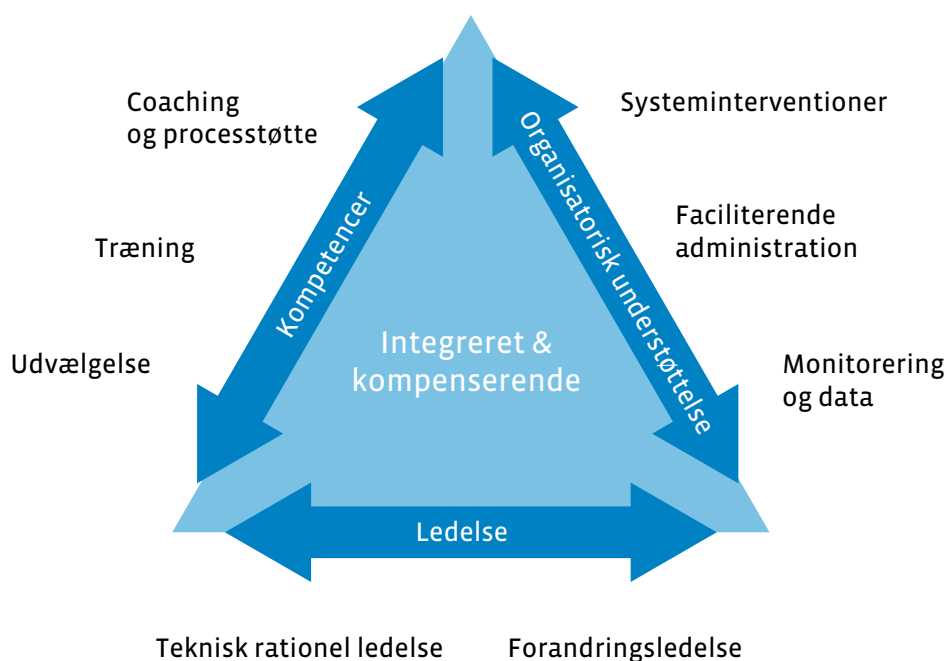 Coaching
og processtøtte
Systeminterventioner
Træning
Faciliterende
administration
Udvælgelse
Monitorering
og data
Kompetencer
Organisatorisk understøttelse
Integreret &
kompenserende
Ledelse
Teknisk rationel ledelse
Forandringsledelse